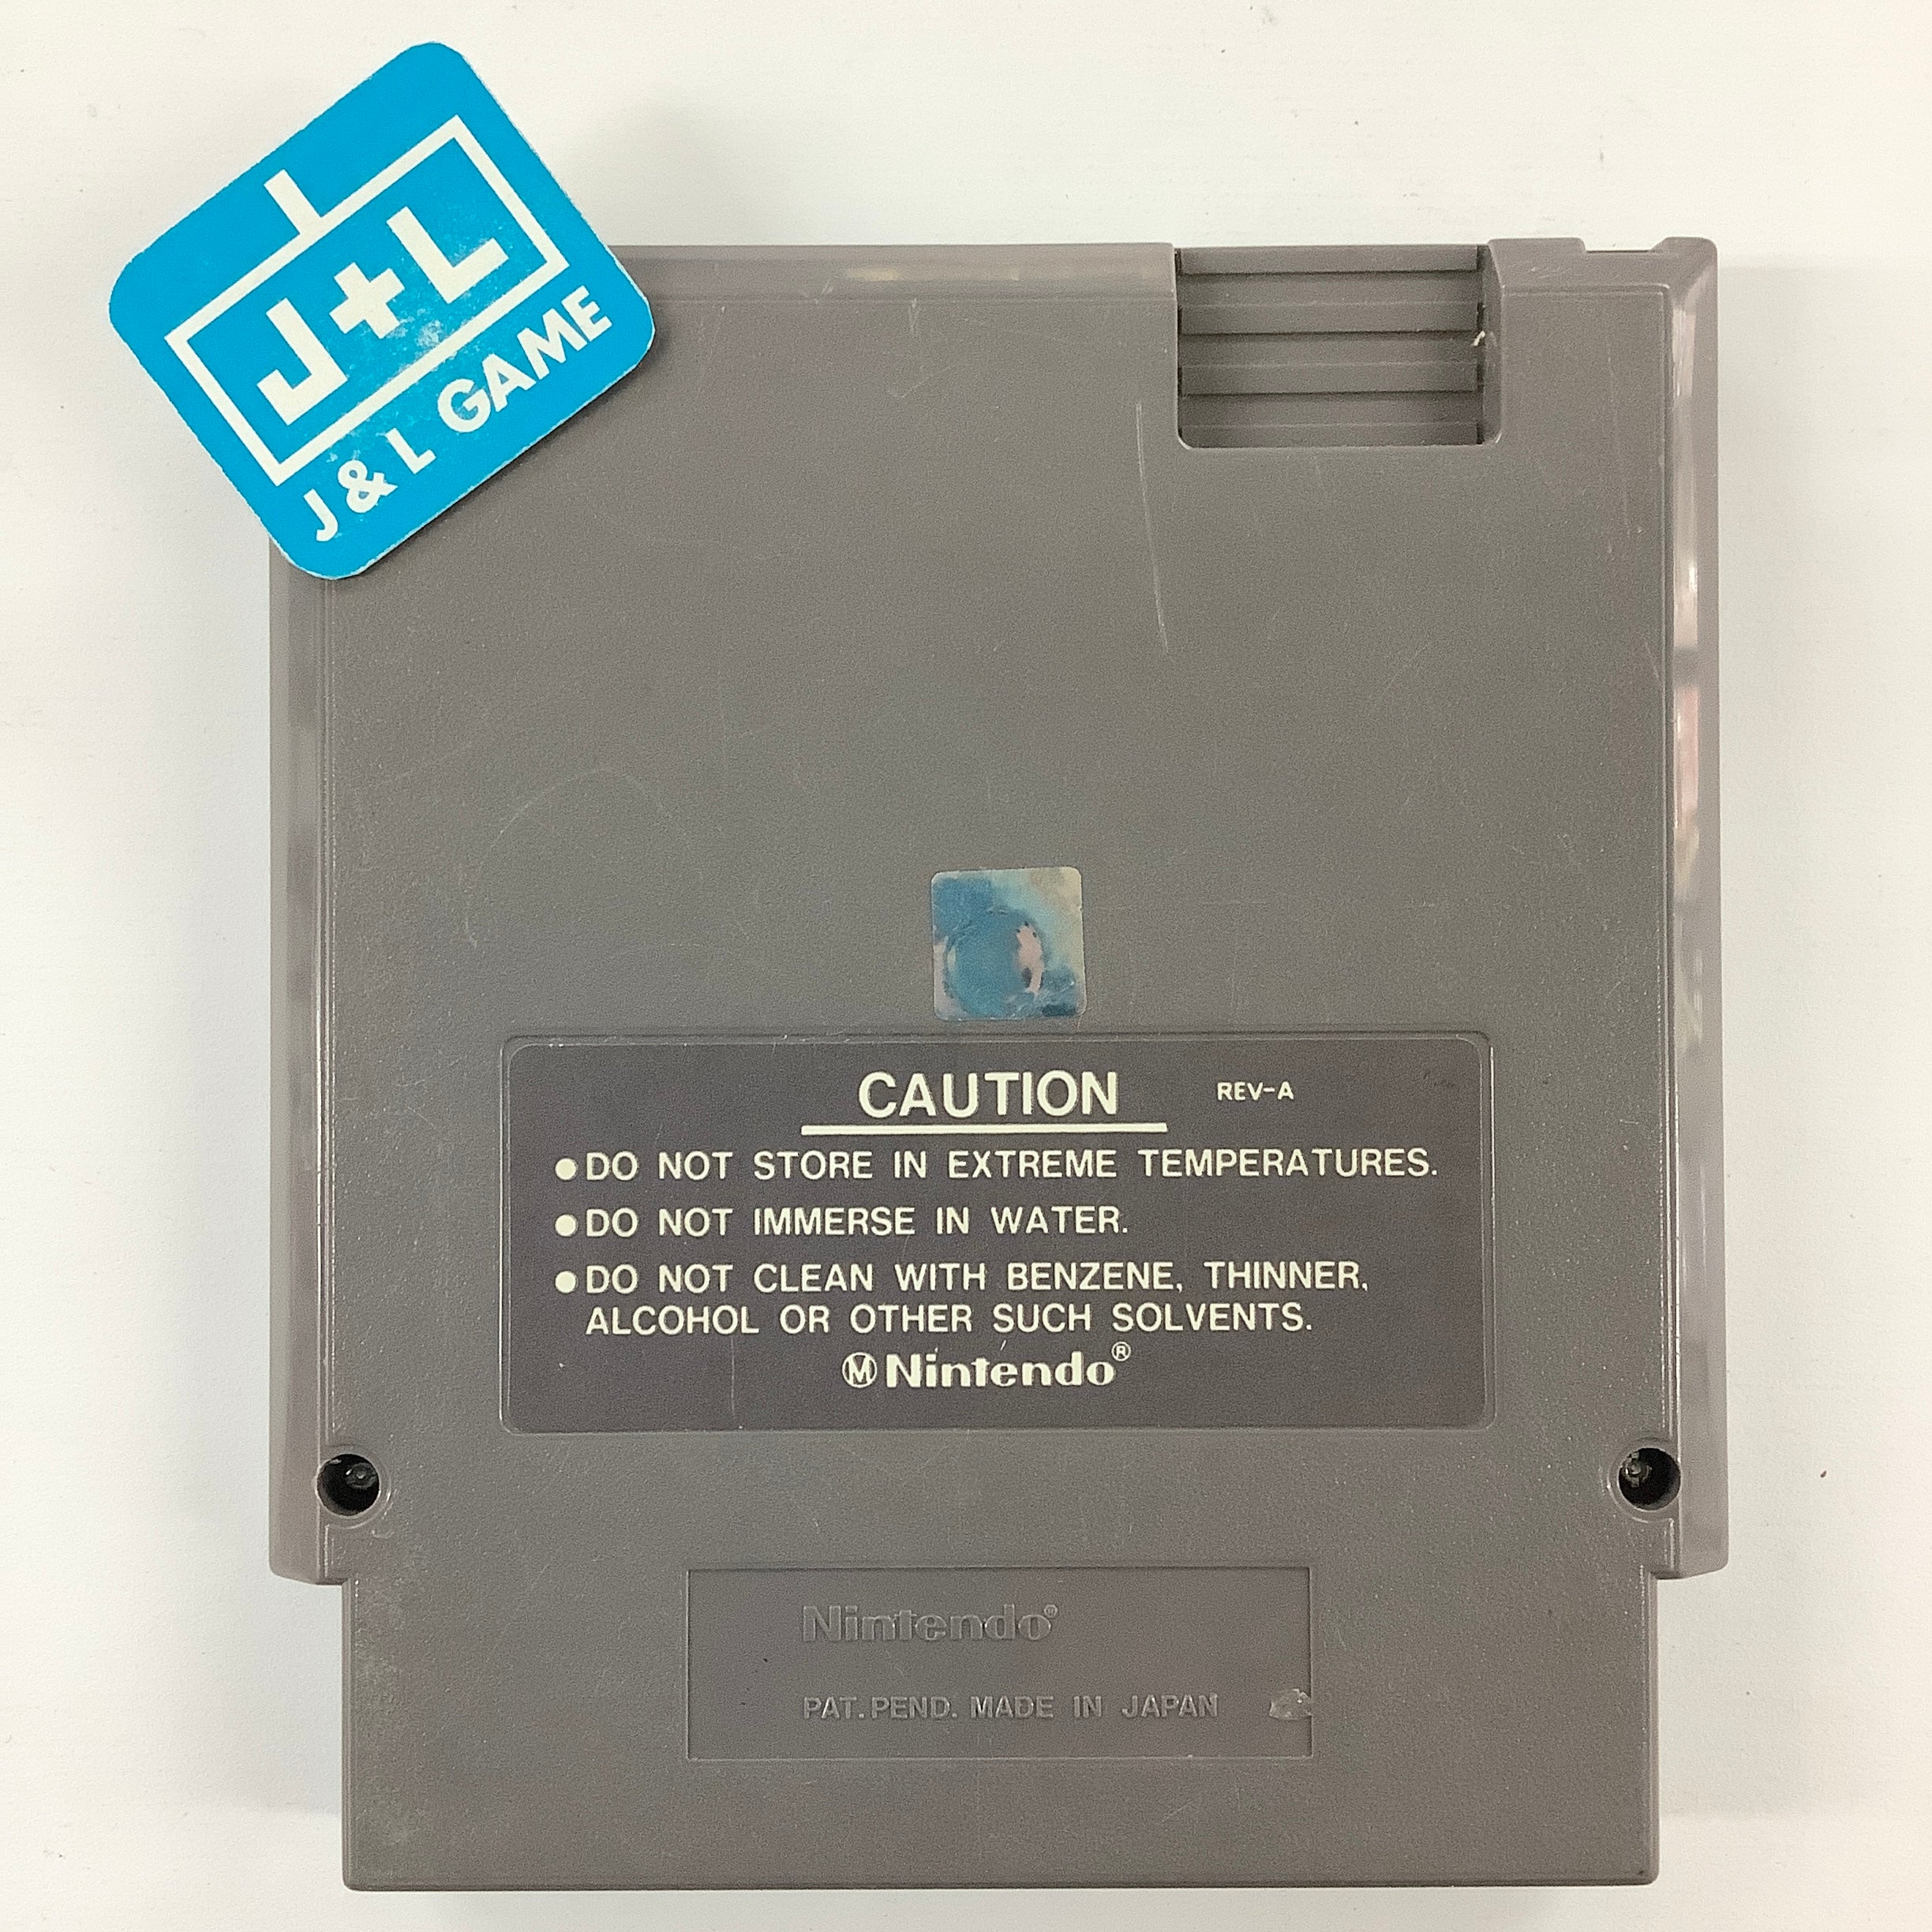 J+L
J & L GAME
CAUTION REV-A
●DO NOT STORE IN EXTREME TEMPERATURES.
●DO NOT IMMERSE IN WATER.
●DO NOT CLEAN WITH BENZENE, THINNER,
ALCOHOL OR OTHER SUCH SOLVENTS.
Ⓜ Nintendo®
Nintendo®
PAT. PEND. MADE IN JAPAN